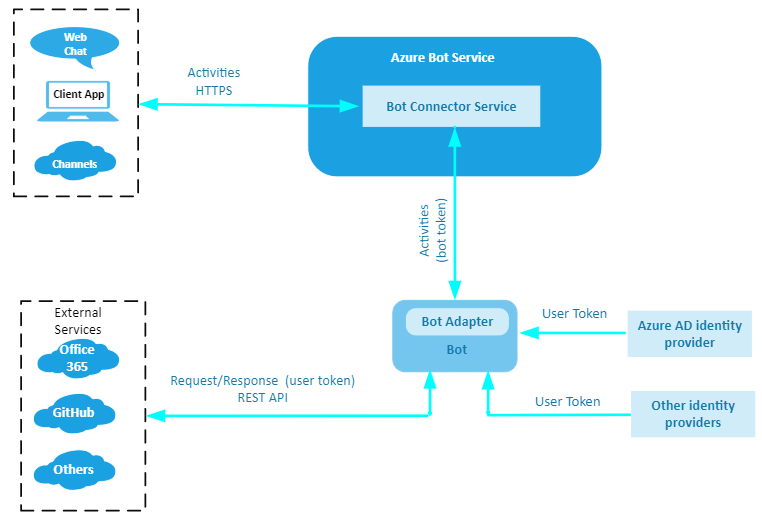 Web
Chat
Client App
Channels
Activities
HTTPS
Azure Bot Service
Bot Connector Service
Activities
(bot token)
External
Services
Office
365
GitHub
Others
Request/Response (user token)
REST API
Bot Adapter
Bot
User Token
Azure AD identity
provider
User Token
Other identity
providers